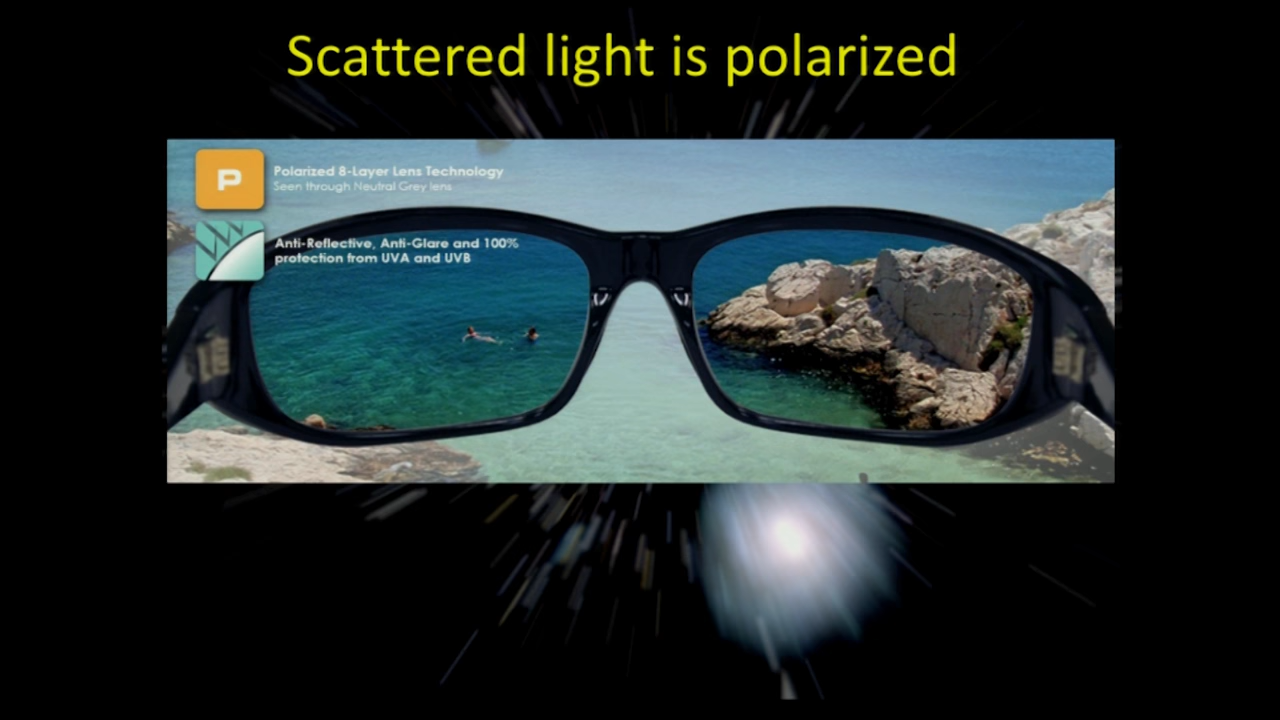 Scattered light is polarized
P
Polarized 8-Layer Lens Technology
Seen through Neutral Grey lens
Anti-Reflective, Anti-Glare and 100%
protection from UVA and UVB